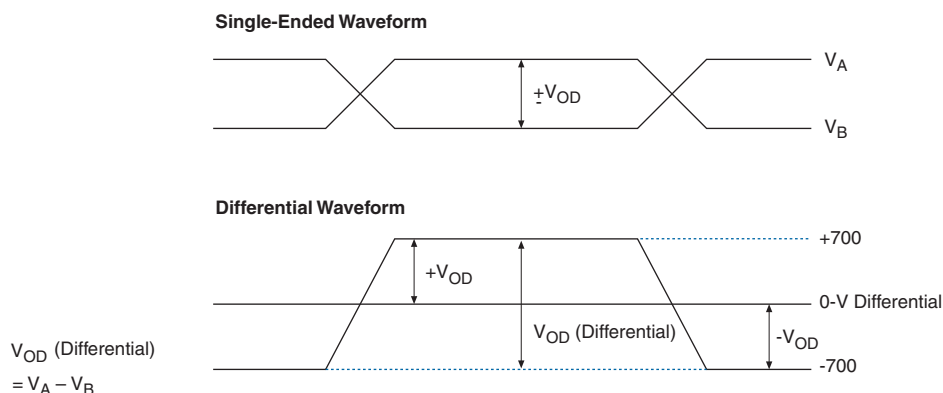 Single-Ended Waveform
V_A
±V_OD
V_B
Differential Waveform
+700
+V_OD
0-V Differential
V_OD (Differential)
-V_OD
-700
V_OD (Differential)
= V_A – V_B